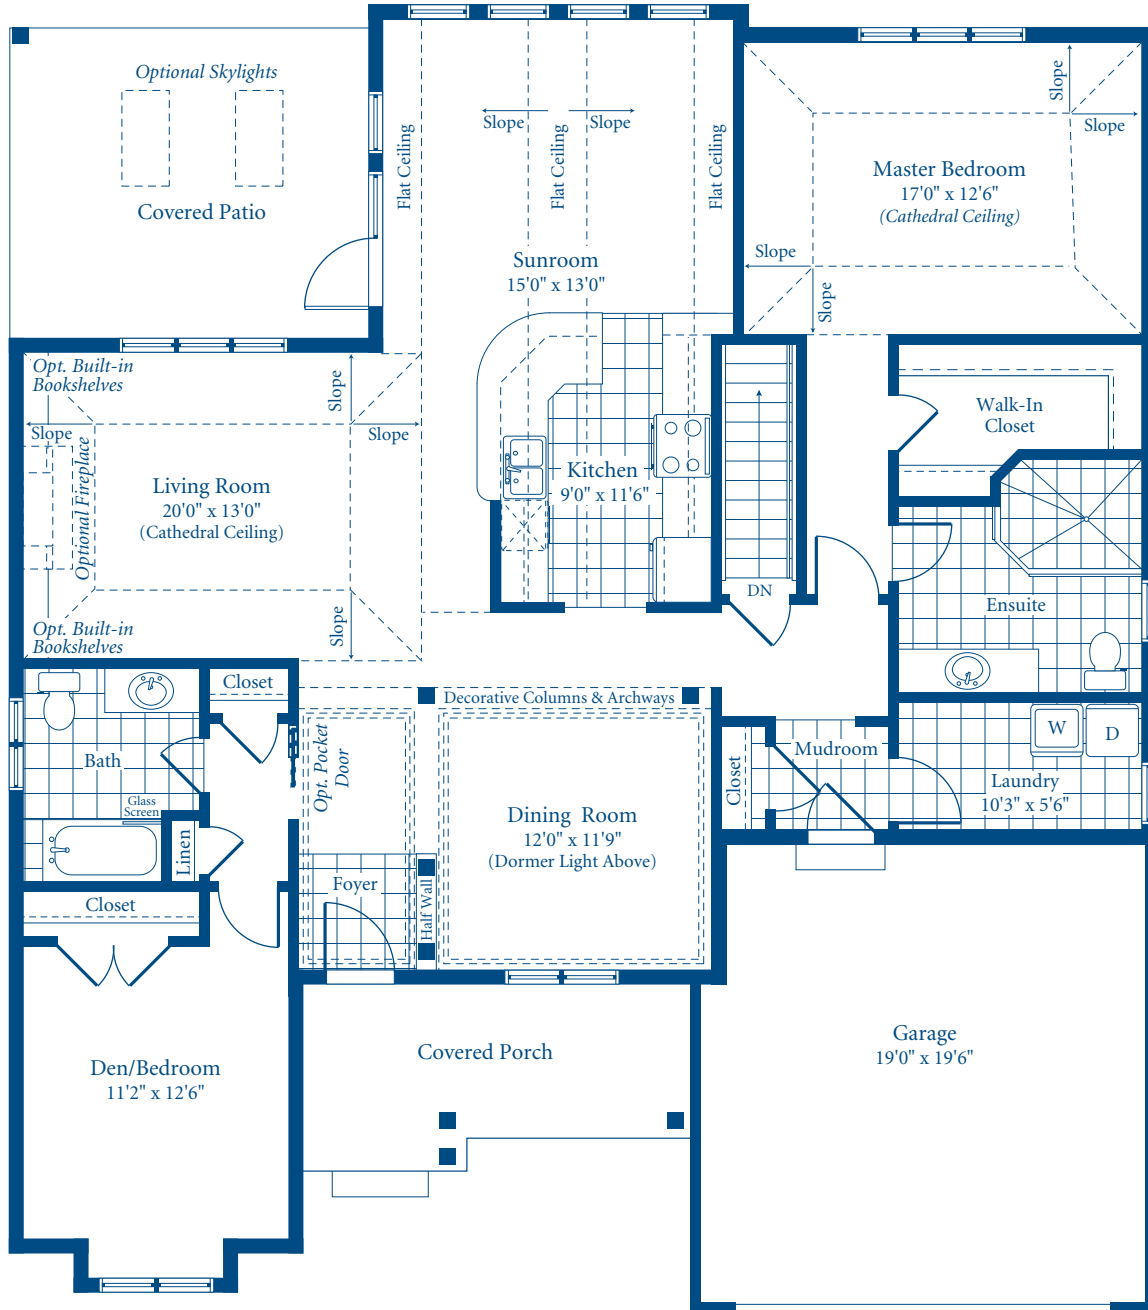 Optional Skylights
Covered Patio
Flat Ceiling
Slope
Slope
Flat Ceiling
Flat Ceiling
Sunroom
15'0" x 13'0"
Slope
Slope
Master Bedroom
17'0" x 12'6"
(Cathedral Ceiling)
Slope
Slope
Opt. Built-in
Bookshelves
Slope
Slope
Slope
Optional Fireplace
Living Room
20'0" x 13'0"
(Cathedral Ceiling)
Opt. Built-in
Bookshelves
Slope
Kitchen
9'0" x 11'6"
DN
Walk-In
Closet
Ensuite
Closet
Decorative Columns & Archways
Bath
Glass
Screen
Linen
Opt. Pocket
Door
Dining Room
12'0" x 11'9"
(Dormer Light Above)
Closet
Mudroom
W
D
Laundry
10'3" x 5'6"
Foyer
Half Wall
Closet
Den/Bedroom
11'2" x 12'6"
Covered Porch
Garage
19'0" x 19'6"